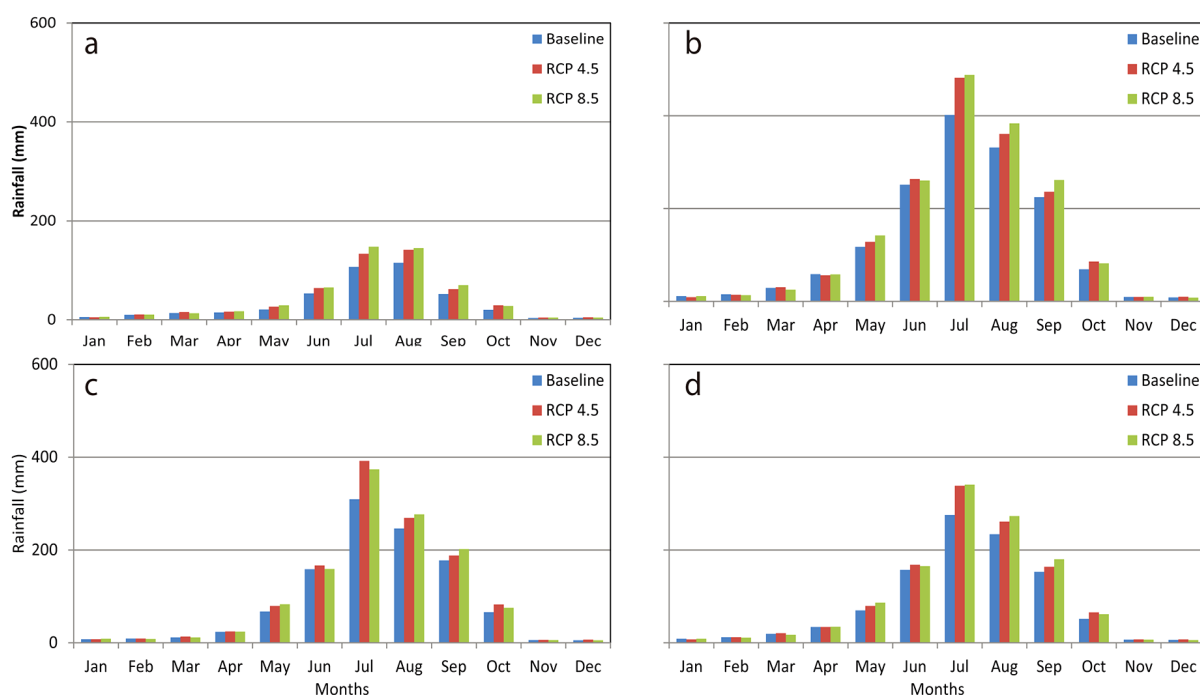 600
a
Baseline
RCP 4.5
RCP 8.5
400
200
0
Rainfall (mm)
Jan Feb Mar Apr May Jun Jul Aug Sep Oct Nov Dec
b
Baseline
RCP 4.5
RCP 8.5
Jan Feb Mar Apr May Jun Jul Aug Sep Oct Nov Dec
600
c
Baseline
RCP 4.5
RCP 8.5
400
200
0
Rainfall (mm)
Jan Feb Mar Apr May Jun Jul Aug Sep Oct Nov Dec
Months
d
Baseline
RCP 4.5
RCP 8.5
Jan Feb Mar Apr May Jun Jul Aug Sep Oct Nov Dec
Months